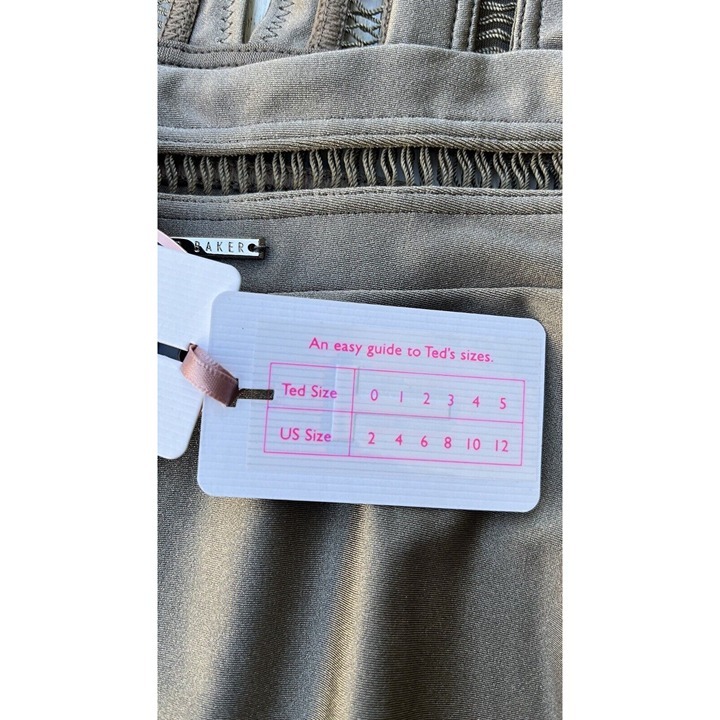 BAKER
An easy guide to Ted's sizes.
Ted Size 0 1 2 3 4 5
US Size 2 4 6 8 10 12